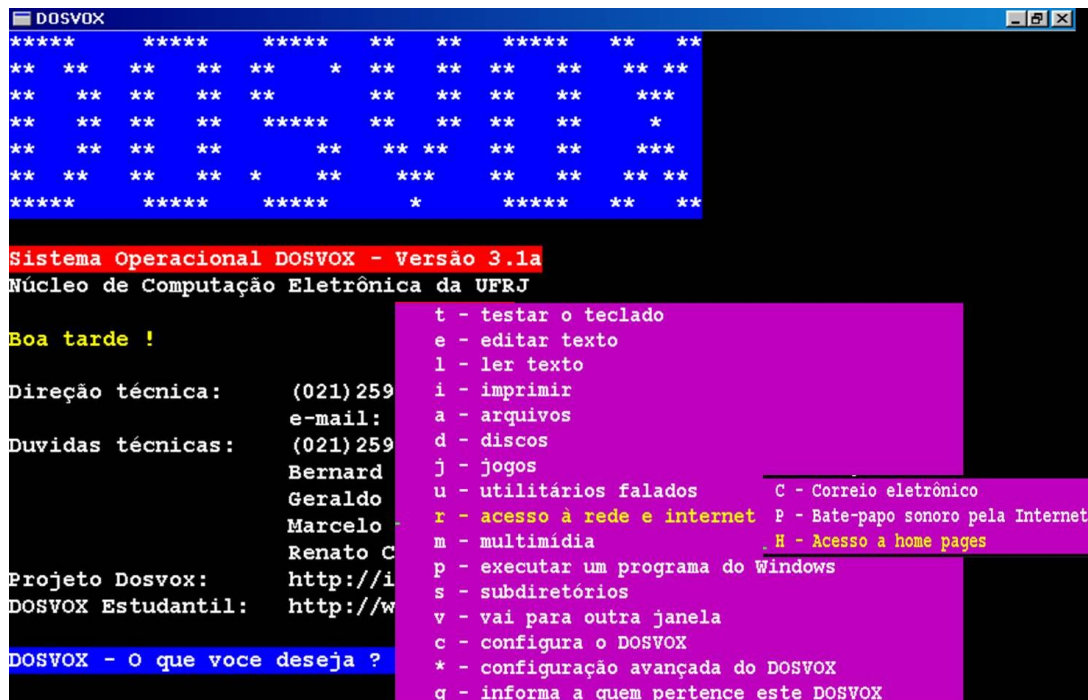 DOSVOX
***** ***** ***** ** ** ***** ** **
** ** ** ** ** * ** ** ** ** ** **
** ** ** ** ** ** ** ** ** ***
** ** ** ** ***** ** ** ** ** *
** ** ** ** ** ** ** ** ** ***
** ** ** ** * ** *** ** ** ** **
***** ***** ***** * ***** ** **
Sistema Operacional DOSVOX - Versão 3.1a
Núcleo de Computação Eletrônica da UFRJ
Boa tarde !
Direção técnica: (021)259
e-mail:
Duvidas técnicas: (021)259
Bernard
Geraldo
Marcelo
Renato C
Projeto Dosvox: http://i
DOSVOX Estudantil: http://w
DOSVOX - O que voce deseja ?
t - testar o teclado
e - editar texto
l - ler texto
i - imprimir
a - arquivos
d - discos
j - jogos
u - utilitários falados
r - acesso à rede e internet
m - multimídia
p - executar um programa do Windows
s - subdiretórios
v - vai para outra janela
c - configura o DOSVOX
* - configuração avançada do DOSVOX
q - informa a quem pertence este DOSVOX
C - Correio eletrônico
P - Bate-papo sonoro pela Internet
H - Acesso a home pages